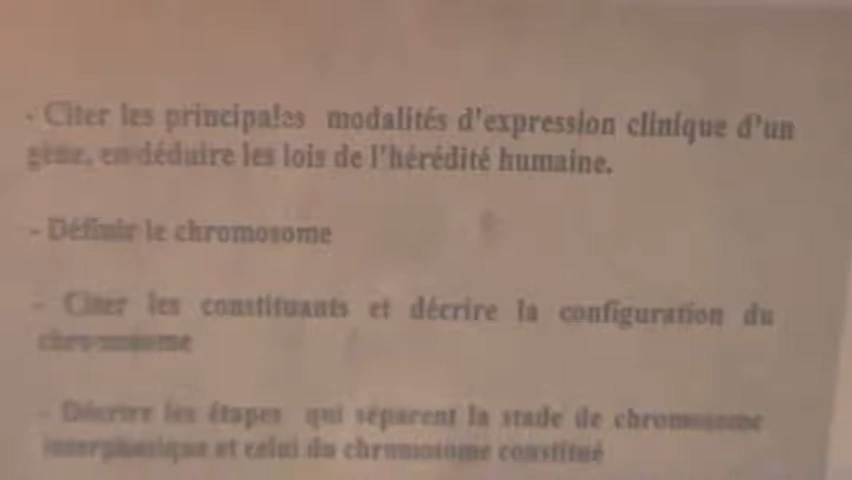 - Citer les principales modalités d'expression clinique d'un
gène, en déduire les lois de l'hérédité humaine.
- Définir le chromosome
- Citer les constituants et décrire la configuration du
chromosome
- Décrire les étapes qui séparent la stade de chromosome
interphasique et celui du chromosome constitué